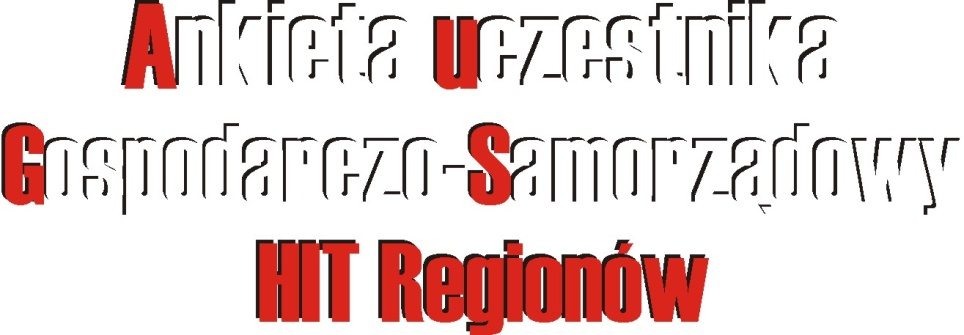 Ankieta uczestnika
Gospodarczo-Samorządowy
HIT Regionów